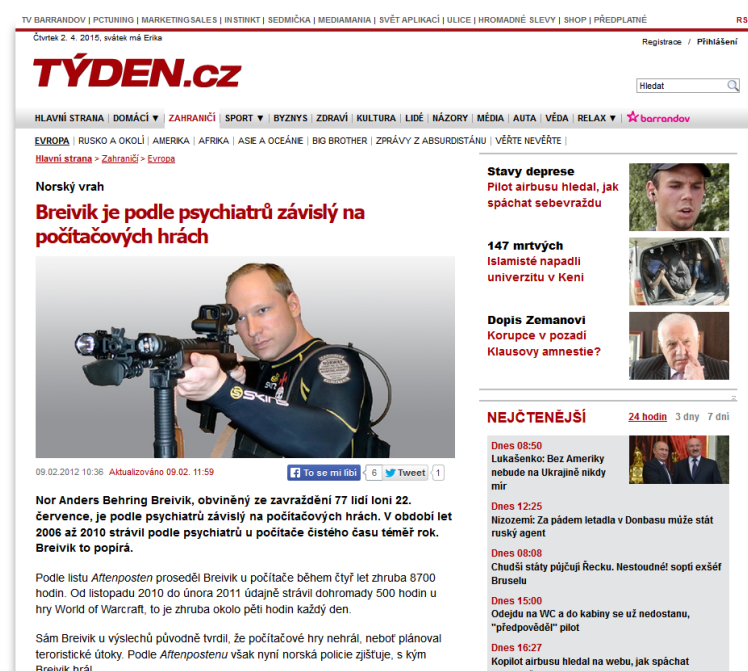 TV BARRANDOV | PCTUNING | MARKETINGSALES | INSTINKT | SEDMIČKA | MEDIAMANIA | SVĚT APLIKACÍ | ULICE | HROMADNÉ SLEVY | SHOP | PŘEDPLATNÉ
RS
Čtvrtek 2. 4. 2015, svátek má Erika
Registrace / Přihlášení
TÝDEN.cz
Hledat
HLAVNÍ STRANA | DOMÁCÍ ▼ | ZAHRANIČÍ | SPORT ▼ | BYZNYS | ZDRAVÍ | KULTURA | LIDÉ | NÁZORY | MÉDIA | AUTA | VĚDA | RELAX ▼ | barrandov
EVROPA | RUSKO A OKOLÍ | AMERIKA | AFRIKA | ASIE A OCEÁNIE | BIG BROTHER | ZPRÁVY Z ABSURDISTÁNU | VĚŘTE NEVĚŘTE |
Hlavní strana > Zahraničí > Evropa
Norský vrah
Breivik je podle psychiatrů závislý na
počítačových hrách
SKINS
09.02.2012 10:36 Aktualizováno 09.02. 11:59
To se mi líbí 6 Tweet 1
Nor Anders Behring Breivik, obviněný ze zavraždění 77 lidí loni 22.
července, je podle psychiatrů závislý na počítačových hrách. V období let
2006 až 2010 strávil podle psychiatrů u počítače čistého času téměř rok.
Breivik to popírá.
Podle listu Aftenposten proseděl Breivik u počítače během čtyř let zhruba 8700
hodin. Od listopadu 2010 do února 2011 údajně strávil dohromady 500 hodin u
hry World of Warcraft, to je zhruba okolo pěti hodin každý den.
Sám Breivik u výslechů původně tvrdil, že počítačové hry nehrál, neboť plánoval
teroristické útoky. Podle Aftenpostenu však nyní norská policie zjišťuje, s kým
Breivik hrál
Stavy deprese
Pilot airbusu hledal, jak
spáchat sebevraždu
147 mrtvých
Islamisté napadli
univerzitu v Keni
Dopis Zemanovi
Korupce v pozadí
Klausovy amnestie?
NEJČTENĚJŠÍ
24 hodin 3 dny 7 dní
Dnes 08:50
Lukašenko: Bez Ameriky
nebude na Ukrajině nikdy
mír
Dnes 12:25
Nizozemí: Za pádem letadla v Donbasu může stát
ruský agent
Dnes 08:08
Chudší státy půjčují Řecku. Nestoudné! soptí exšéf
Bruselu
Dnes 15:00
Odejdu na WC a do kabiny se už nedostanu,
"předpověděl" pilot
Dnes 16:27
Kopilot airbusu hledal na webu, jak spáchat